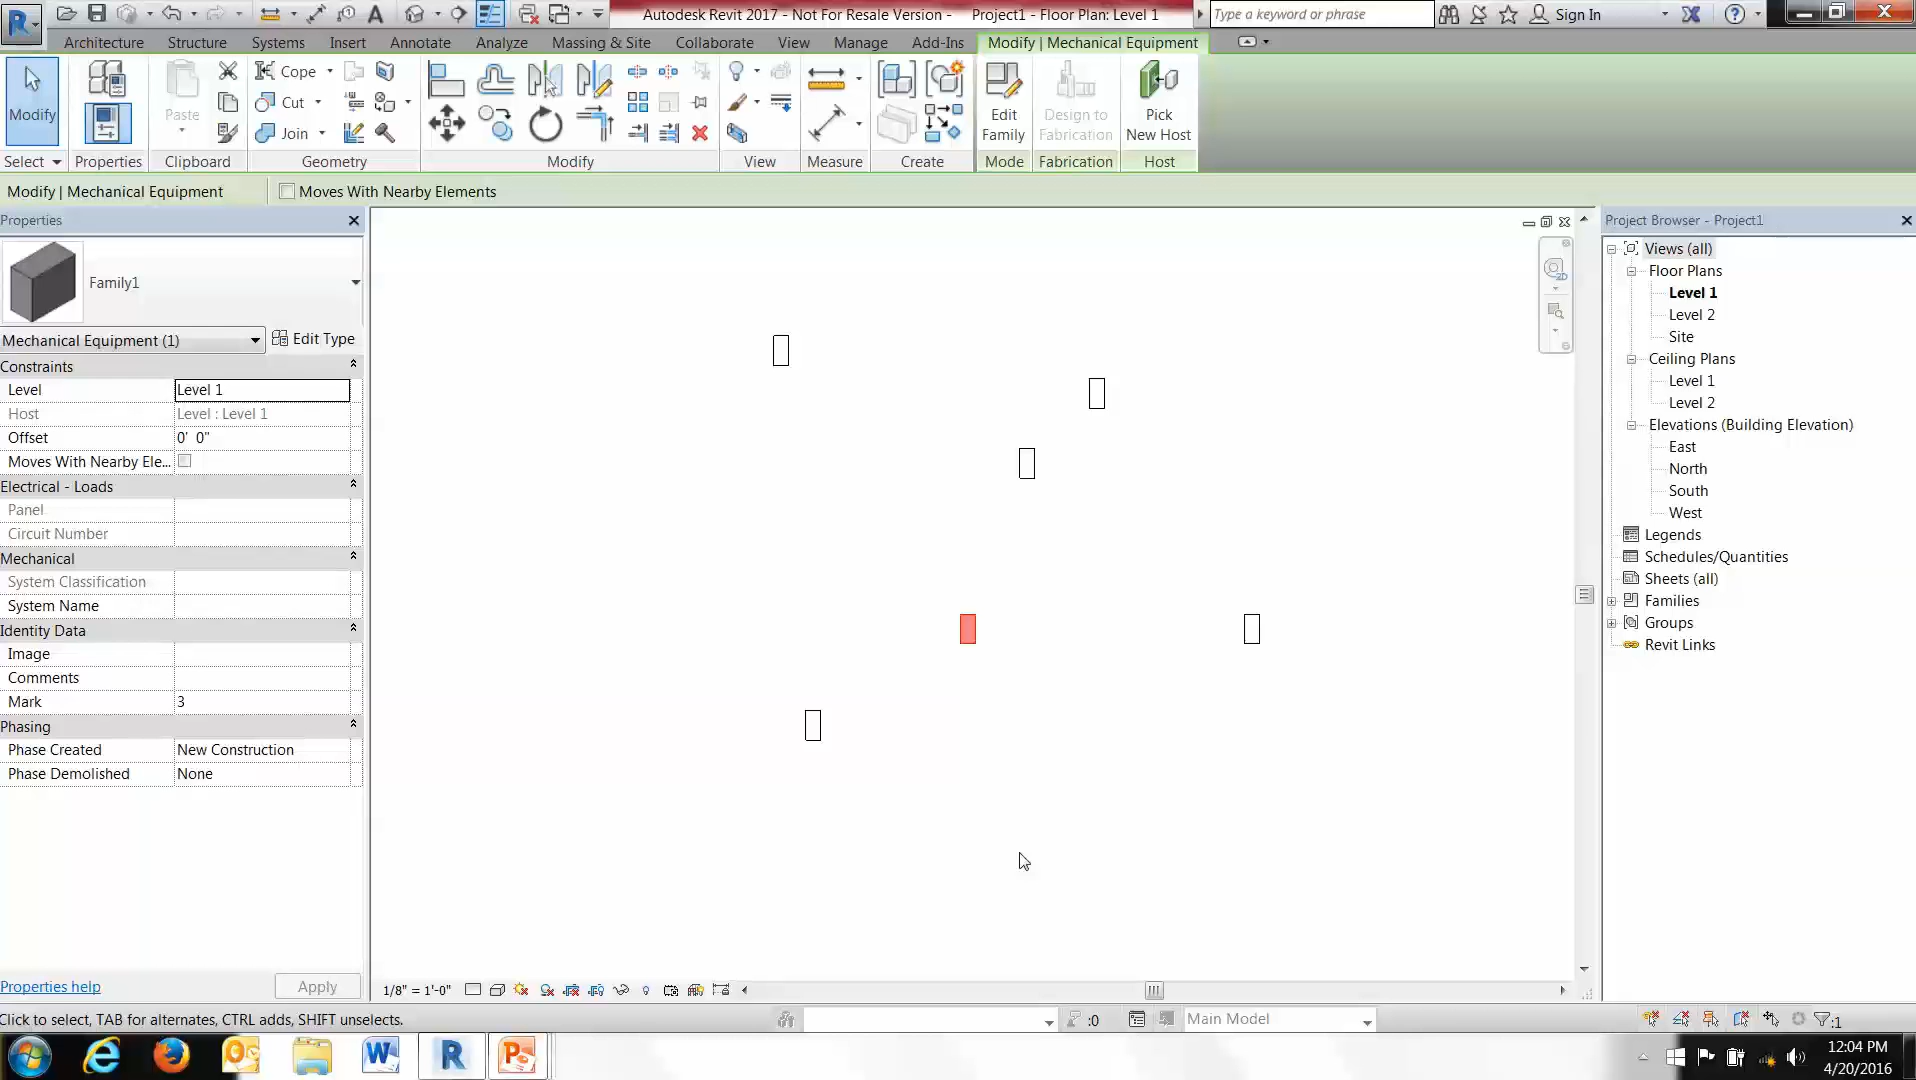 Autodesk Revit 2017 - Not For Resale Version - Project1 - Floor Plan: Level 1
Type a keyword or phrase
Sign In
Architecture Structure Systems Insert Annotate Analyze Massing & Site Collaborate View Manage Add-Ins Modify | Mechanical Equipment
Modify
Paste
Cope
Cut
Join
Edit Family
Design to Fabrication
Pick New Host
Select Properties Clipboard Geometry Modify View Measure Create Mode Fabrication Host
Modify | Mechanical Equipment Moves With Nearby Elements
Properties
Family1
Mechanical Equipment (1) Edit Type
Constraints
Level Level 1
Host Level : Level 1
Offset 0' 0"
Moves With Nearby Ele...
Electrical - Loads
Panel
Circuit Number
Mechanical
System Classification
System Name
Identity Data
Image
Comments
Mark 3
Phasing
Phase Created New Construction
Phase Demolished None
Properties help Apply
2D
Project Browser - Project1
Views (all)
Floor Plans
Level 1
Level 2
Site
Ceiling Plans
Level 1
Level 2
Elevations (Building Elevation)
East
North
South
West
Legends
Schedules/Quantities
Sheets (all)
Families
Groups
Revit Links
1/8" = 1'-0"
Click to select, TAB for alternates, CTRL adds, SHIFT unselects.
:0
Main Model
:1
12:04 PM
4/20/2016